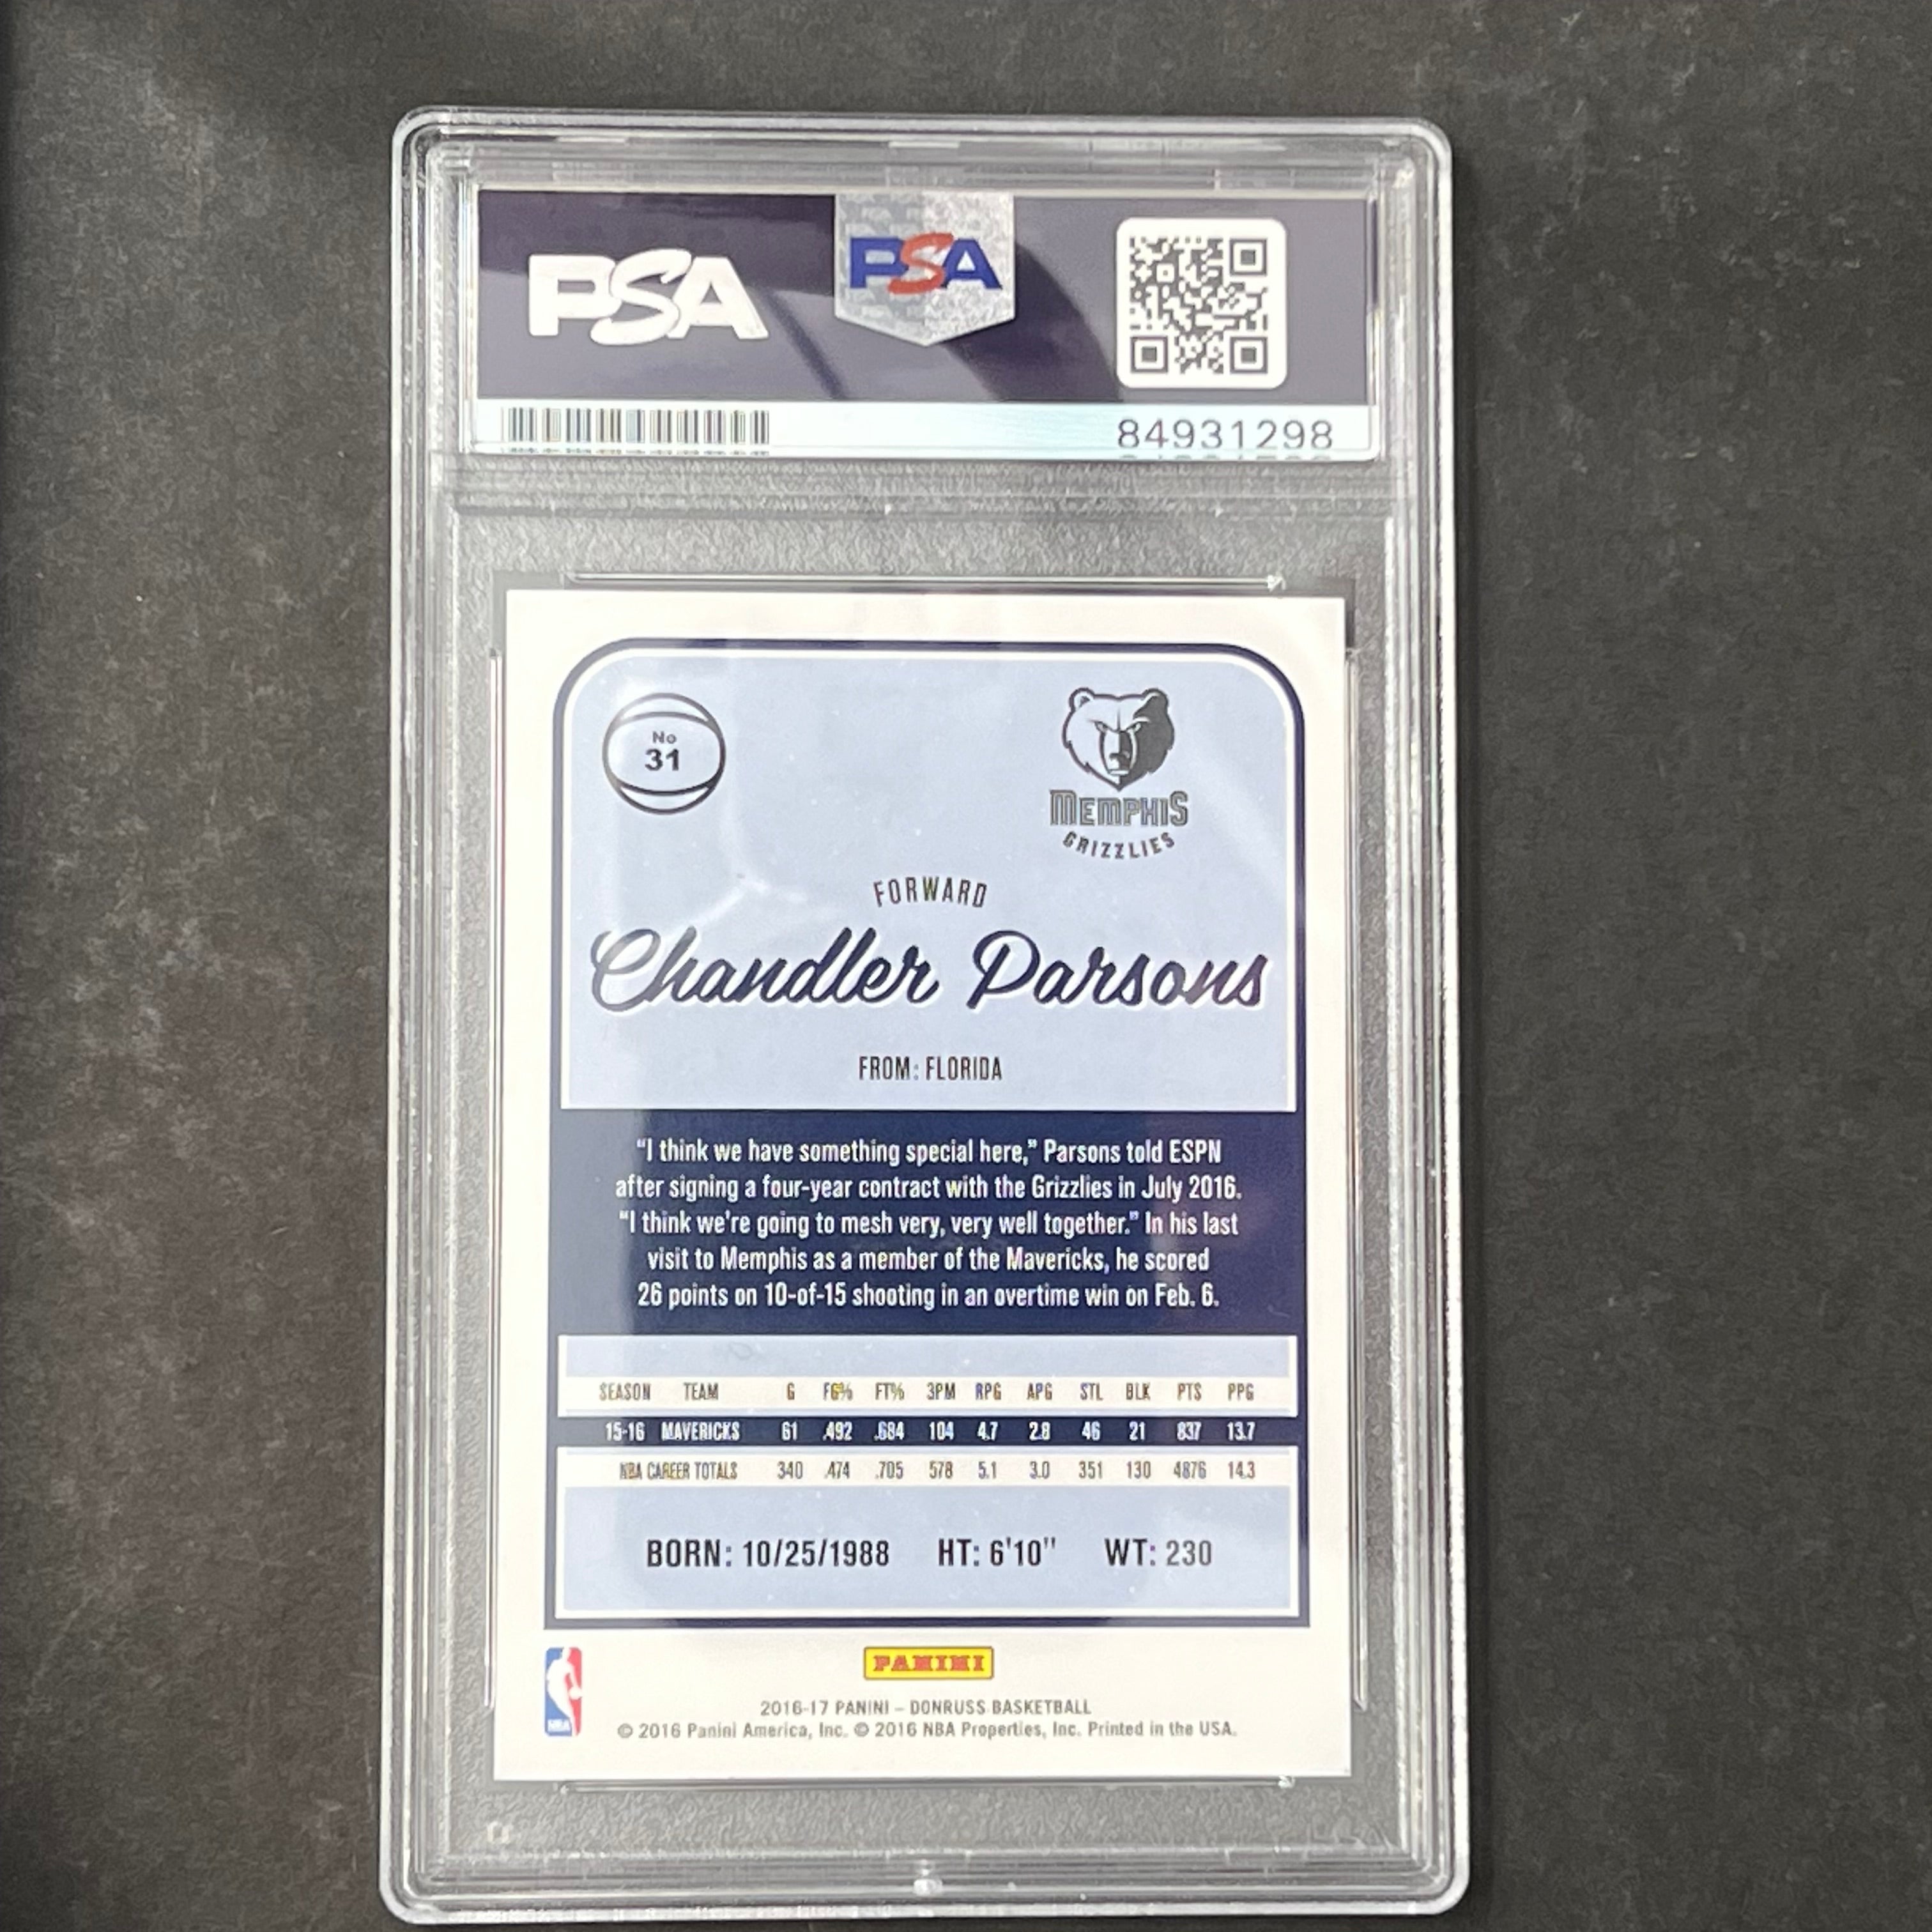 PSA
PSA
84931298
No
31
MEMPHIS
GRIZZLIES
FORWARD
Chandler Parsons
FROM: FLORIDA
"I think we have something special here," Parsons told ESPN
after signing a four-year contract with the Grizzlies in July 2016.
"I think we're going to mesh very, very well together." In his last
visit to Memphis as a member of the Mavericks, he scored
26 points on 10-of-15 shooting in an overtime win on Feb. 6.
SEASON TEAM G FG% FT% 3PM RPG APG STL BLK PTS PPG
15-16 MAVERICKS 61 .492 .684 104 4.7 2.8 46 21 837 13.7
NBA CAREER TOTALS 340 .474 .705 578 5.1 3.0 351 130 4876 14.3
BORN: 10/25/1988 HT: 6'10" WT: 230
NBA
PANINI
2016-17 PANINI – DONRUSS BASKETBALL
© 2016 Panini America, Inc. © 2016 NBA Properties, Inc. Printed in the USA.